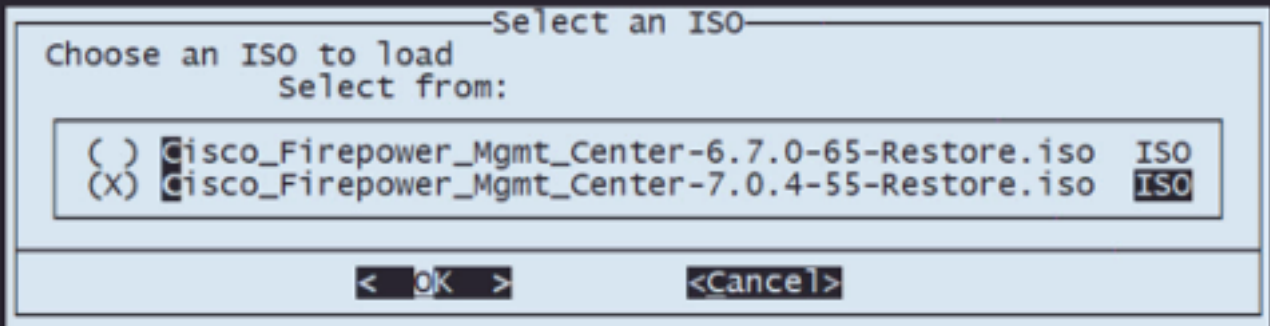 Select an ISO
Choose an ISO to load
Select from:
( ) Cisco_Firepower_Mgmt_Center-6.7.0-65-Restore.iso ISO
(X) Cisco_Firepower_Mgmt_Center-7.0.4-55-Restore.iso ISO
< OK > <Cancel>